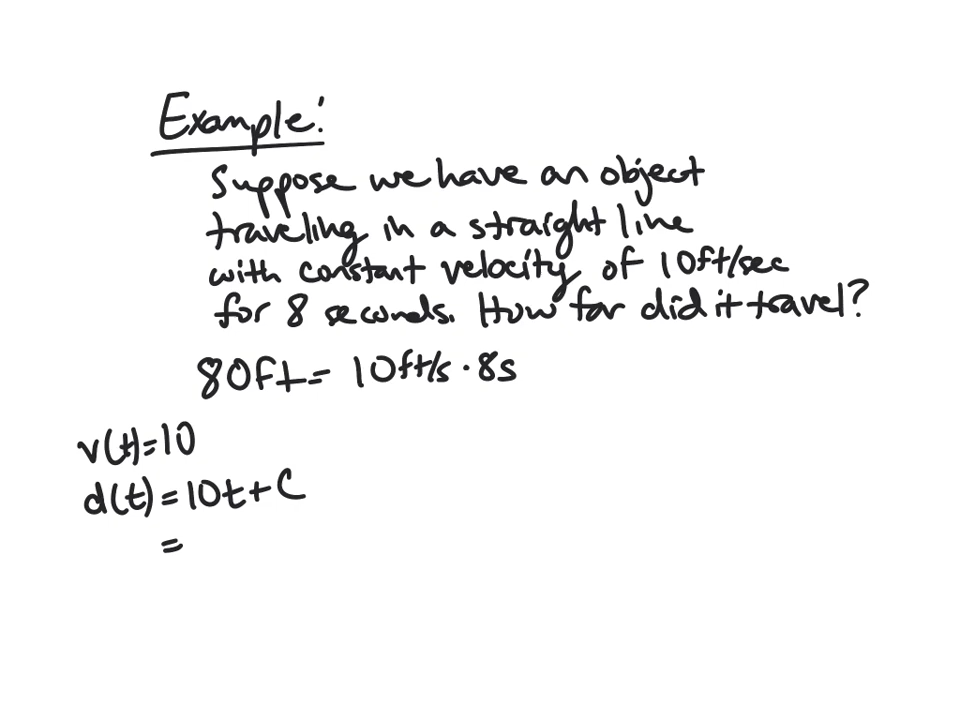 Example:
Suppose we have an object
traveling in a straight line
with constant velocity of 10ft/sec
for 8 seconds. How far did it travel?
80ft = 10ft/s · 8s
v(t)=10
d(t) = 10t + C
=